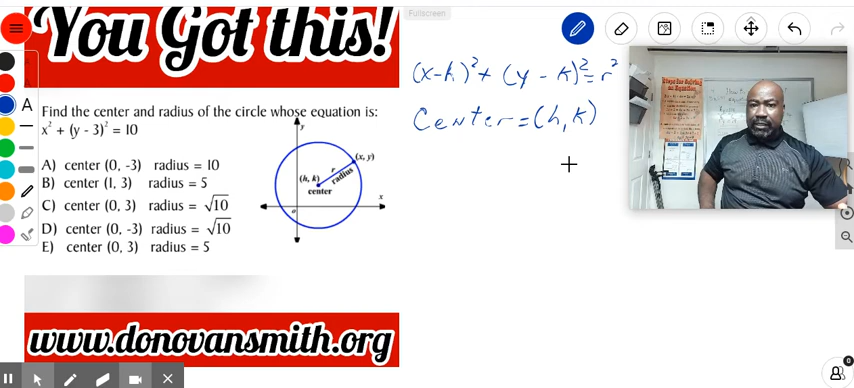 Fullscreen
You Got this!
Find the center and radius of the circle whose equation is:
x² + (y - 3)² = 10
A) center (0, -3) radius = 10
B) center (1, 3) radius = 5
C) center (0, 3) radius = √10
D) center (0, -3) radius = √10
E) center (0, 3) radius = 5
y
(x, y)
(h, k)
r
radius
center
x
o
(x-h)² + (y - k)² = r²
Center = (h, k)
A
www.donovansmith.org
0